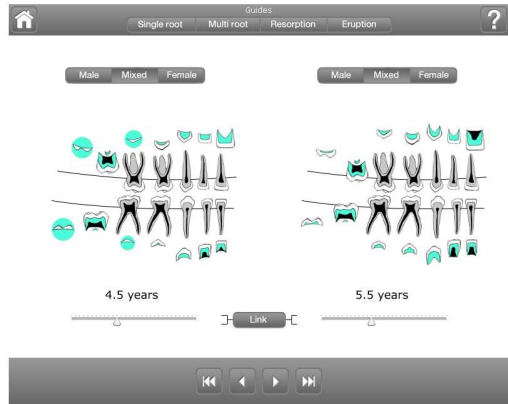 Guides
Single root Multi root Resorption Eruption
?
Male Mixed Female
Male Mixed Female
4.5 years
5.5 years
Link